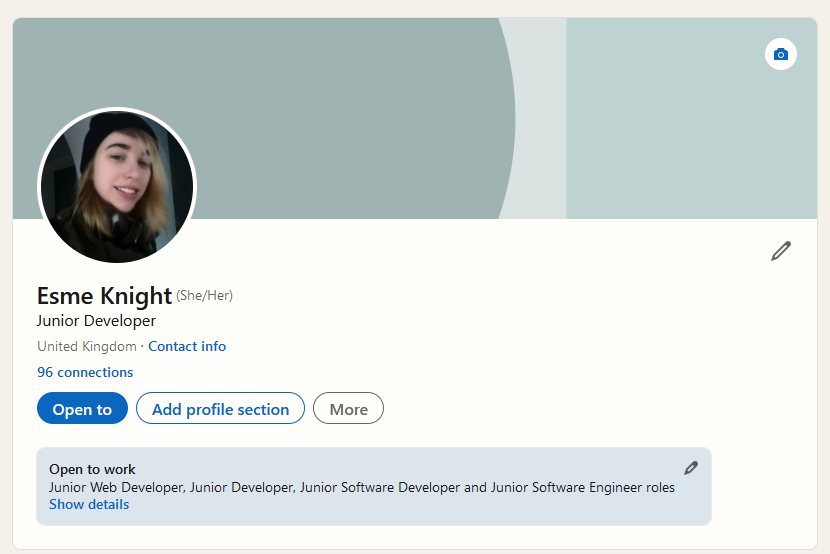 Esme Knight (She/Her)
Junior Developer
United Kingdom · Contact info
96 connections
Open to Add profile section More
Open to work
Junior Web Developer, Junior Developer, Junior Software Developer and Junior Software Engineer roles
Show details